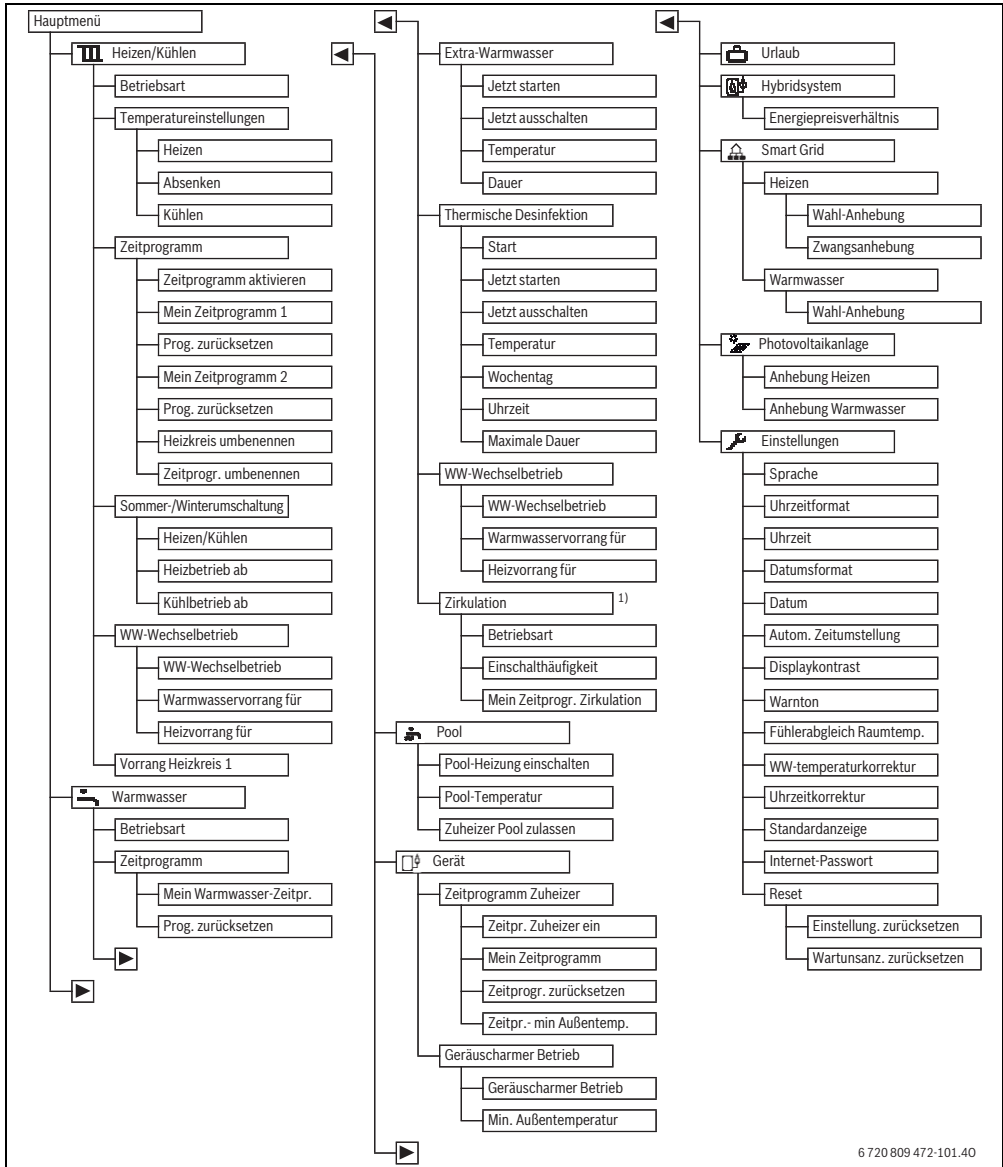 Hauptmenü
Heizen/Kühlen
Betriebsart
Temperatureinstellungen
Heizen
Absenken
Kühlen
Zeitprogramm
Zeitprogramm aktivieren
Mein Zeitprogramm 1
Prog. zurücksetzen
Mein Zeitprogramm 2
Prog. zurücksetzen
Heizkreis umbenennen
Zeitprogr. umbenennen
Sommer-/Winterumschaltung
Heizen/Kühlen
Heizbetrieb ab
Kühlbetrieb ab
WW-Wechselbetrieb
WW-Wechselbetrieb
Warmwasservorrang für
Heizvorrang für
Vorrang Heizkreis 1
Warmwasser
Betriebsart
Zeitprogramm
Mein Warmwasser-Zeitpr.
Prog. zurücksetzen
Extra-Warmwasser
Jetzt starten
Jetzt ausschalten
Temperatur
Dauer
Thermische Desinfektion
Start
Jetzt starten
Jetzt ausschalten
Temperatur
Wochentag
Uhrzeit
Maximale Dauer
WW-Wechselbetrieb
WW-Wechselbetrieb
Warmwasservorrang für
Heizvorrang für
Zirkulation 1)
Betriebsart
Einschalthäufigkeit
Mein Zeitprogr. Zirkulation
Pool
Pool-Heizung einschalten
Pool-Temperatur
Zuheizer Pool zulassen
Gerät
Zeitprogramm Zuheizer
Zeitpr. Zuheizer ein
Mein Zeitprogramm
Zeitprogr. zurücksetzen
Zeitpr.- min Außentemp.
Geräuscharmer Betrieb
Geräuscharmer Betrieb
Min. Außentemperatur
Urlaub
Hybridsystem
Energiepreisverhältnis
Smart Grid
Heizen
Wahl-Anhebung
Zwangsanhebung
Warmwasser
Wahl-Anhebung
Photovoltaikanlage
Anhebung Heizen
Anhebung Warmwasser
Einstellungen
Sprache
Uhrzeitformat
Uhrzeit
Datumsformat
Datum
Autom. Zeitumstellung
Displaykontrast
Warnton
Fühlerabgleich Raumtemp.
WW-temperaturkorrektur
Uhrzeitkorrektur
Standardanzeige
Internet-Passwort
Reset
Einstellung. zurücksetzen
Wartunsanz. zurücksetzen
6 720 809 472-101.4O